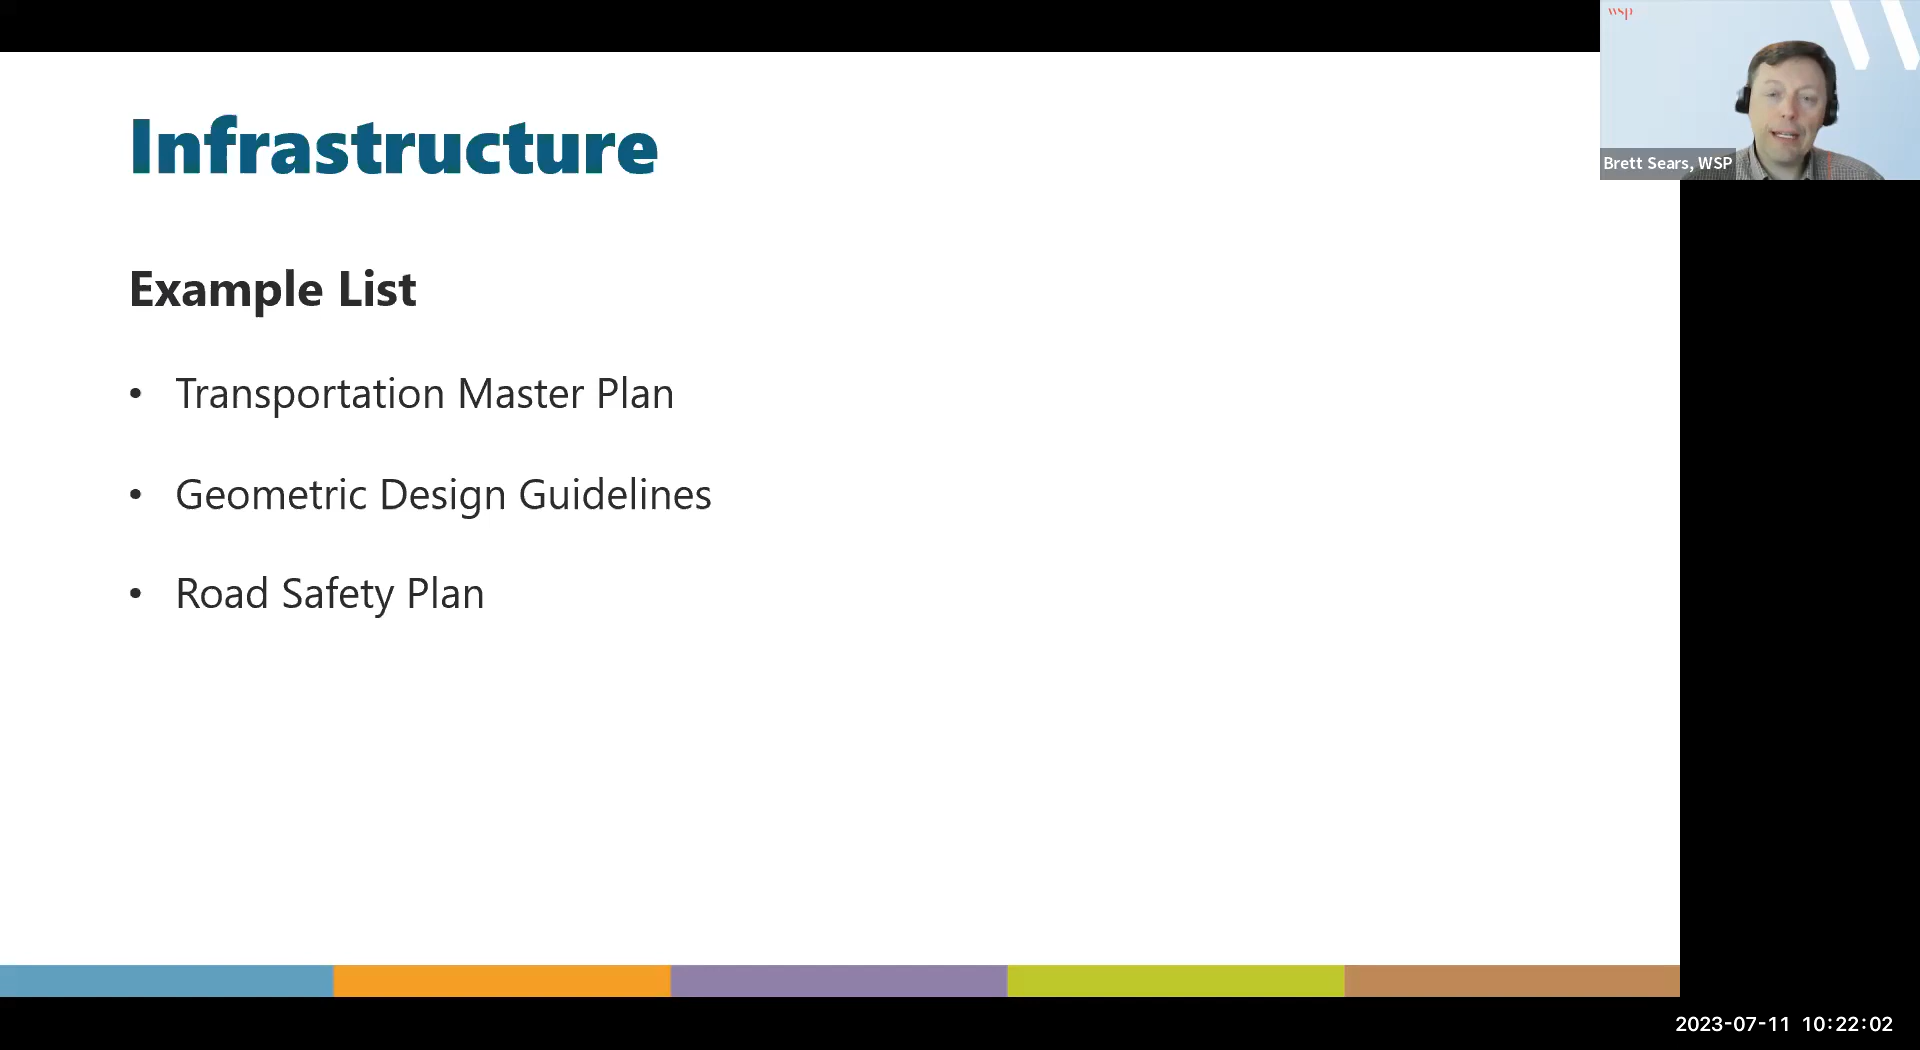 wsp
Brett Sears, WSP
Infrastructure
Example List
• Transportation Master Plan
• Geometric Design Guidelines
• Road Safety Plan
2023-07-11 10:22:02